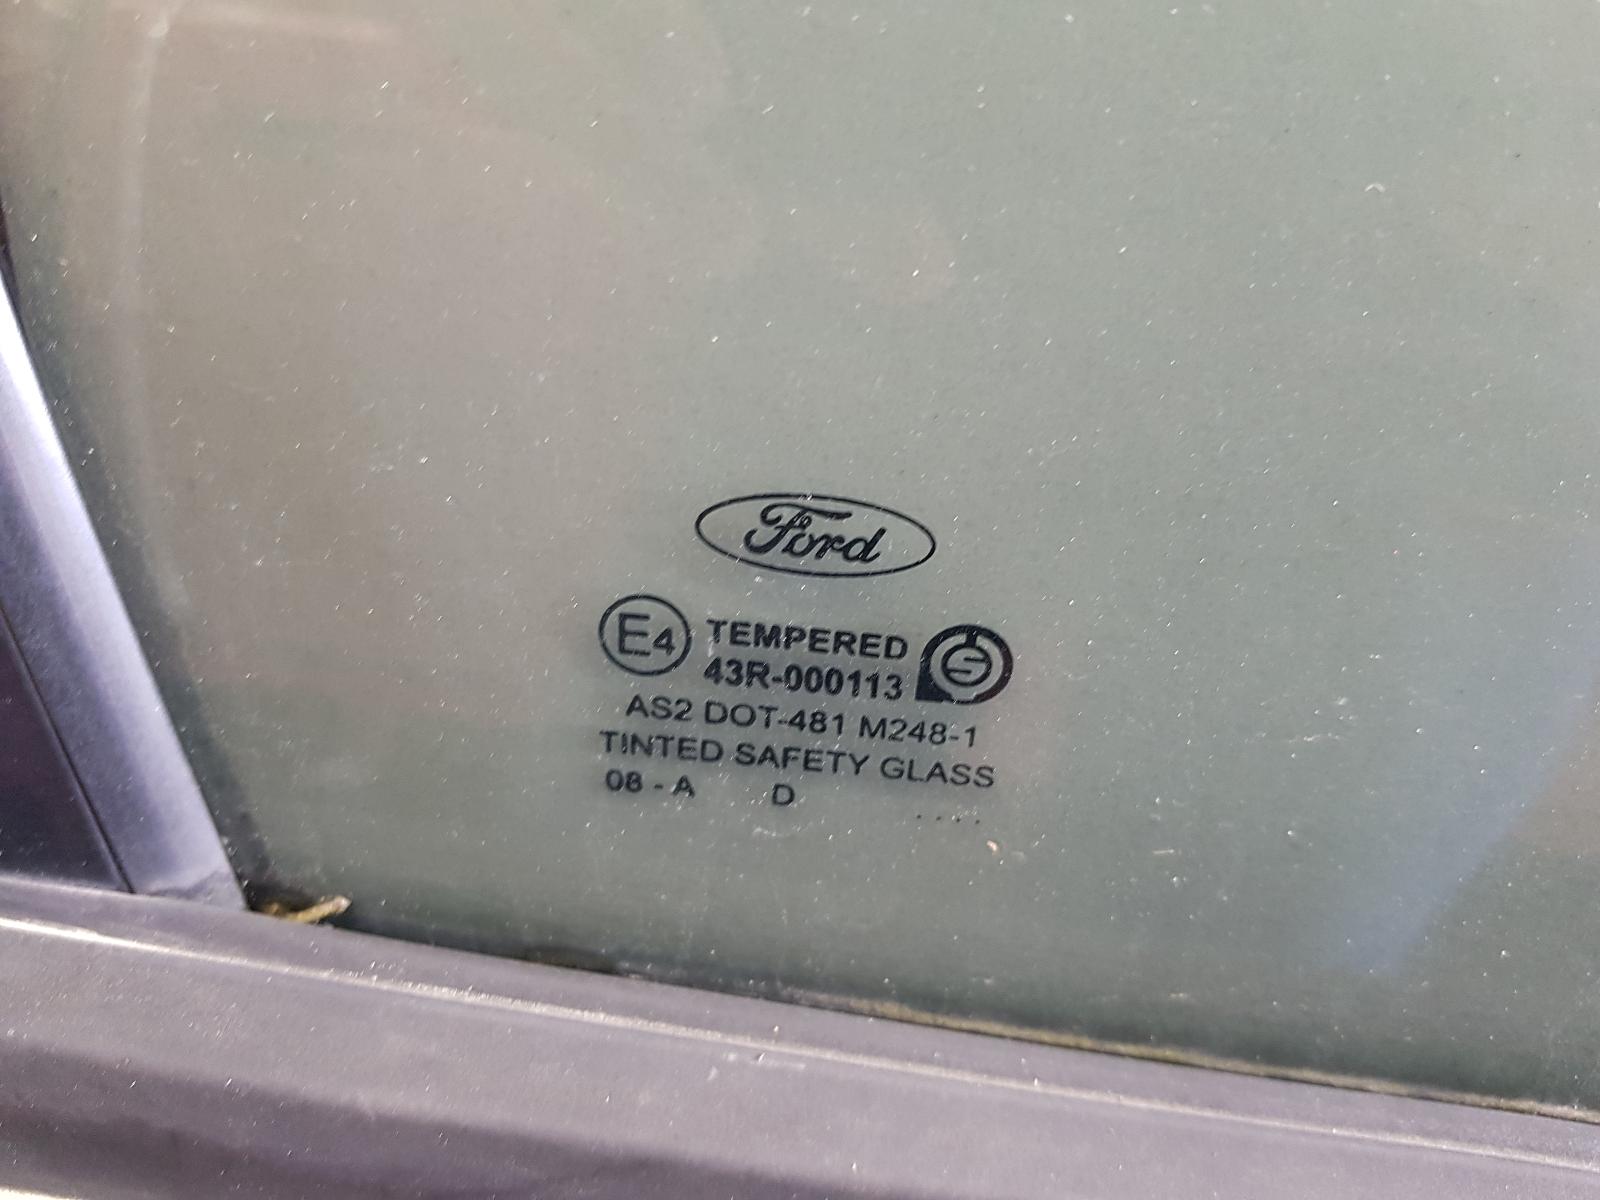 Ford
E4 TEMPERED
43R-000113 S
AS2 DOT-481 M248-1
TINTED SAFETY GLASS
08 - A D ....